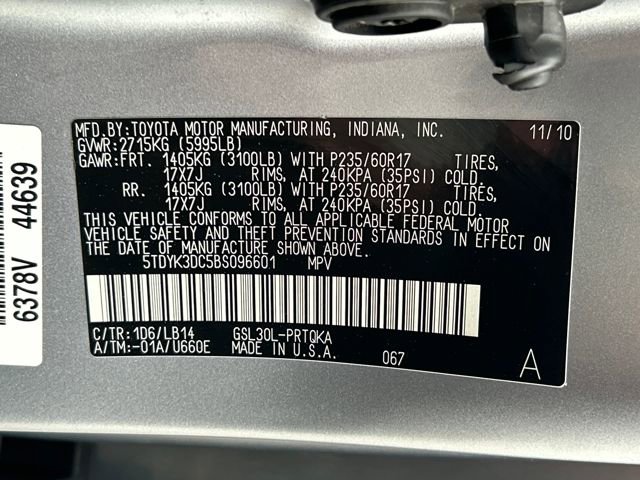 MFD.BY:TOYOTA MOTOR MANUFACTURING, INDIANA, INC. 11/10
GVWR:2715KG (5995LB)
GAWR:FRT. 1405KG (3100LB) WITH P235/60R17 TIRES,
17X7J RIMS, AT 240KPA (35PSI) COLD.
RR. 1405KG (3100LB) WITH P235/60R17 TIRES,
17X7J RIMS, AT 240KPA (35PSI) COLD.
THIS VEHICLE CONFORMS TO ALL APPLICABLE FEDERAL MOTOR
VEHICLE SAFETY AND THEFT PREVENTION STANDARDS IN EFFECT ON
THE DATE OF MANUFACTURE SHOWN ABOVE.
5TDYK3DC5BS096601 MPV
C/TR:1D6/LB14 GSL30L-PRTQKA
A/TM:-01A/U660E MADE IN U.S.A. 067 A
6378V 44639